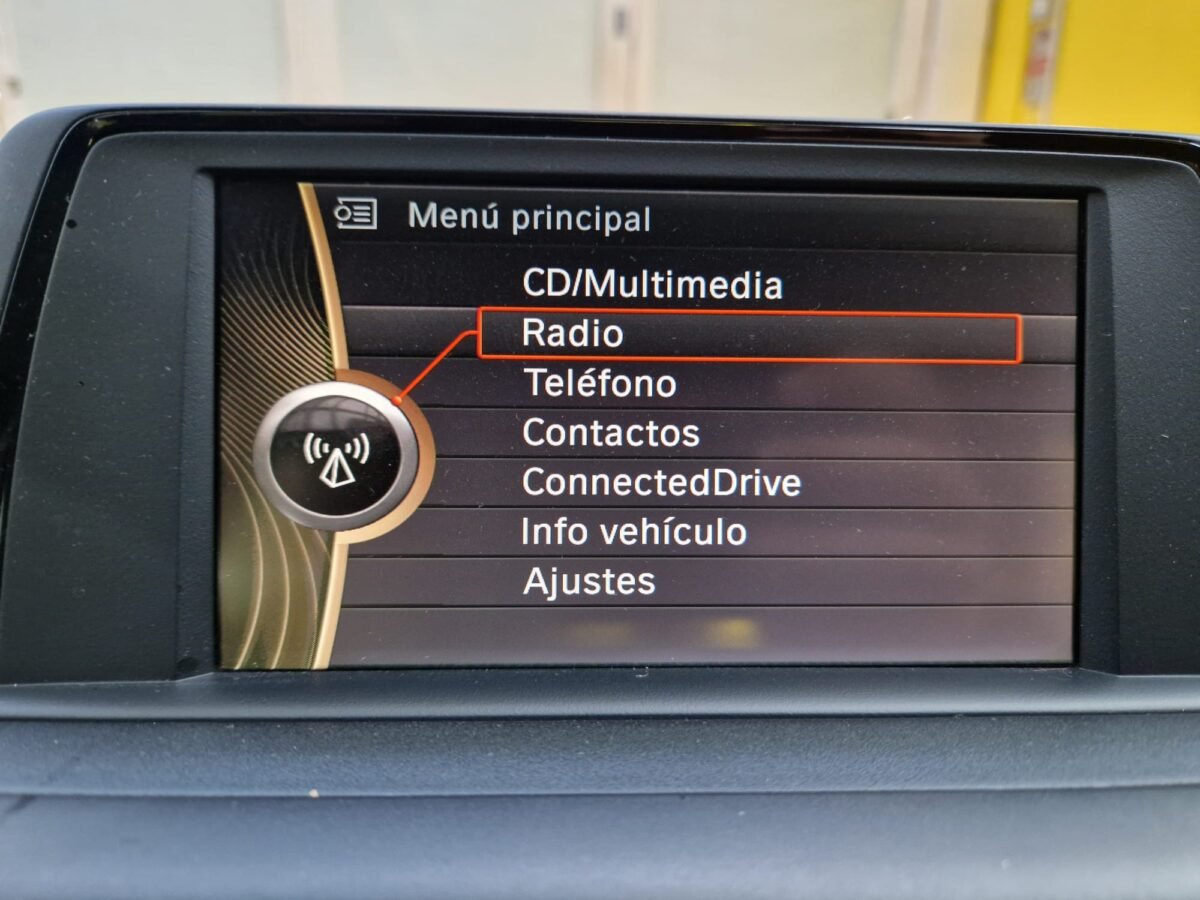 Menú principal
CD/Multimedia
Radio
Teléfono
Contactos
ConnectedDrive
Info vehículo
Ajustes